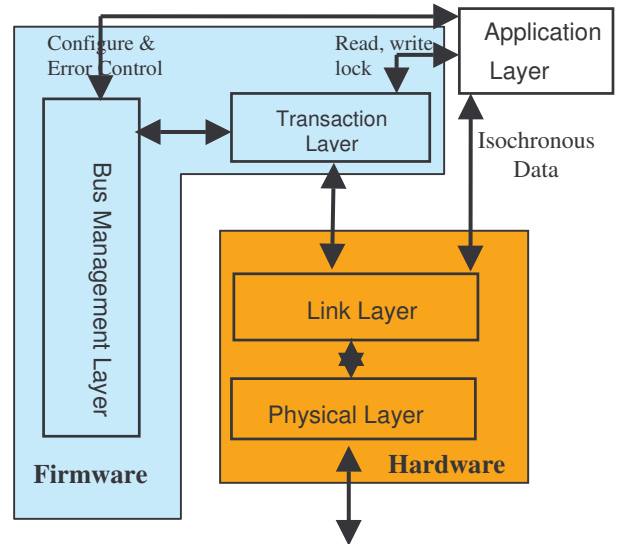 Configure &
Error Control
Read, write
lock
Application
Layer
Transaction
Layer
Isochronous
Data
Bus Management Layer
Link Layer
Physical Layer
Firmware
Hardware